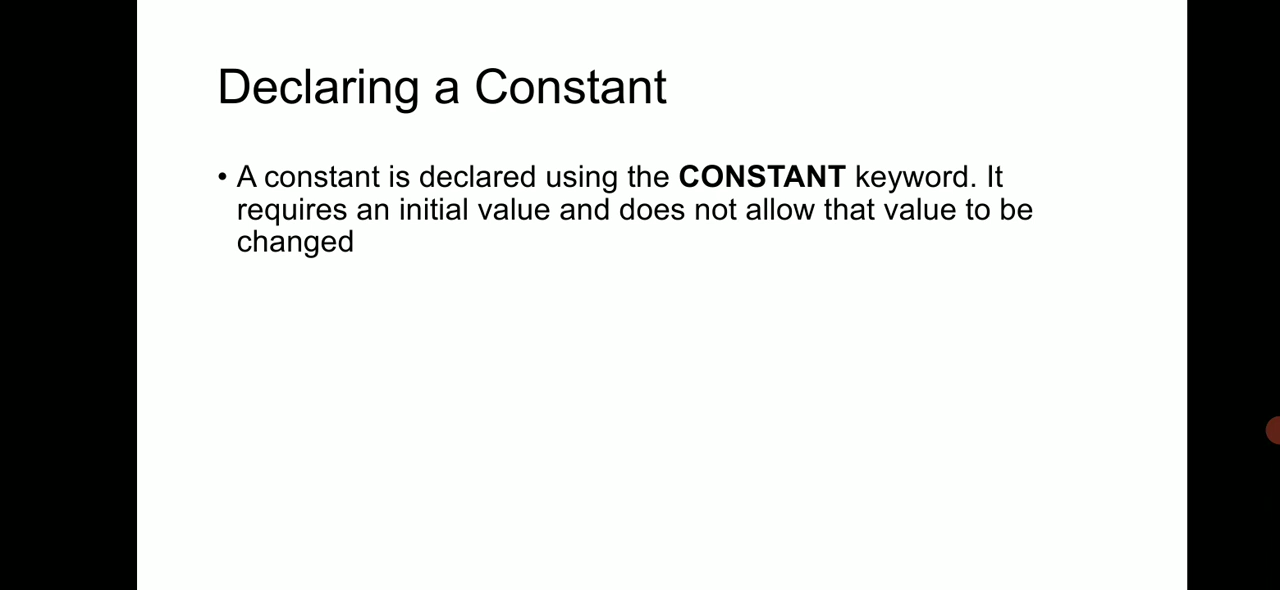 Declaring a Constant
• A constant is declared using the CONSTANT keyword. It
requires an initial value and does not allow that value to be
changed